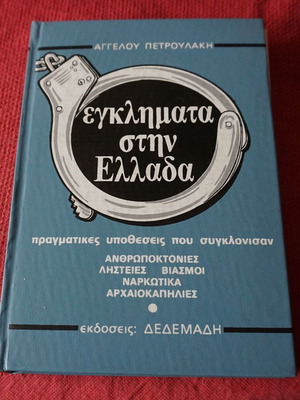 ΑΓΓΕΛΟΥ ΠΕΤΡΟΥΛΑΚΗ
εγκληματα
στην
Ελλαδα
πραγματικες υποθεσεις που συγκλονισαν
ΑΝΘΡΩΠΟΚΤΟΝΙΕΣ
ΛΗΣΤΕΙΕΣ ΒΙΑΣΜΟΙ
ΝΑΡΚΩΤΙΚΑ
ΑΡΧΑΙΟΚΑΠΗΛΙΕΣ
εκδοσεις: ΔΕΔΕΜΑΔΗ